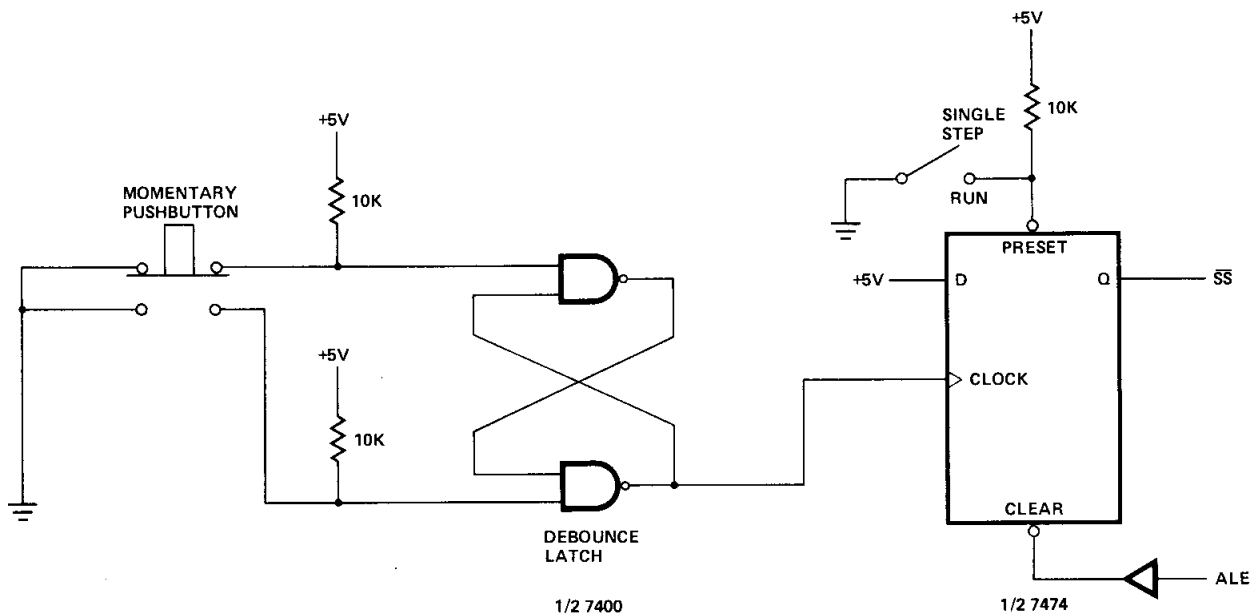 +5V
SINGLE
STEP
10K
+5V
MOMENTARY
PUSHBUTTON
10K
RUN
PRESET
+5V
D
Q
S̅S̅
+5V
CLOCK
10K
CLEAR
DEBOUNCE
LATCH
ALE
1/2 7400
1/2 7474